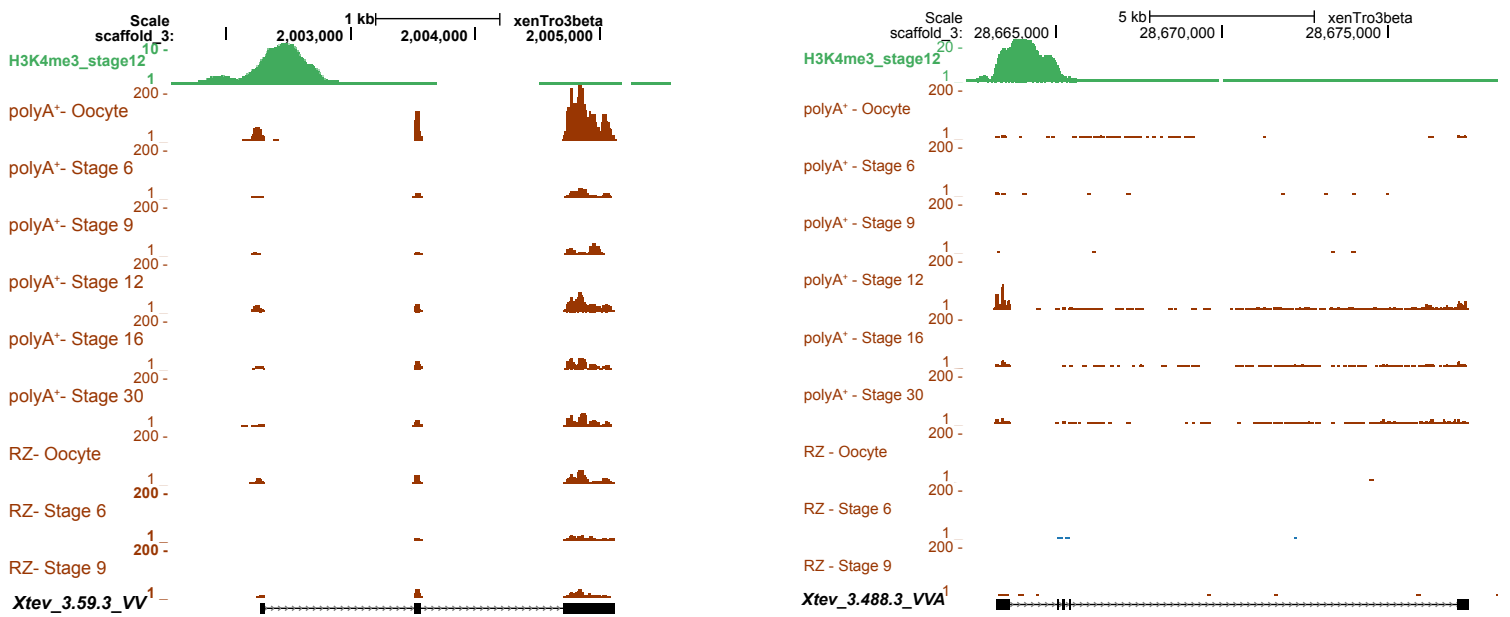 Scale 1 kb xenTro3beta
scaffold_3: 2,003,000 2,004,000 2,005,000
10 -
H3K4me3_stage12
1
200 -
polyA+- Oocyte
1
200 -
polyA+- Stage 6
1
200 -
polyA+- Stage 9
1
200 -
polyA+- Stage 12
1
200 -
polyA+- Stage 16
1
200 -
polyA+- Stage 30
1
200 -
RZ- Oocyte
1
200 -
RZ- Stage 6
1
200 -
RZ- Stage 9
1
Xtev_3.59.3_VV
Scale 5 kb xenTro3beta
scaffold_3: 28,665,000 28,670,000 28,675,000
20 -
H3K4me3_stage12
1
200 -
polyA+ - Oocyte
1
200 -
polyA+ - Stage 6
1
200 -
polyA+ - Stage 9
1
200 -
polyA+ - Stage 12
1
200 -
polyA+ - Stage 16
1
200 -
polyA+ - Stage 30
1
200 -
RZ - Oocyte
1
200 -
RZ - Stage 6
1
200 -
RZ - Stage 9
1
Xtev_3.488.3_VVA